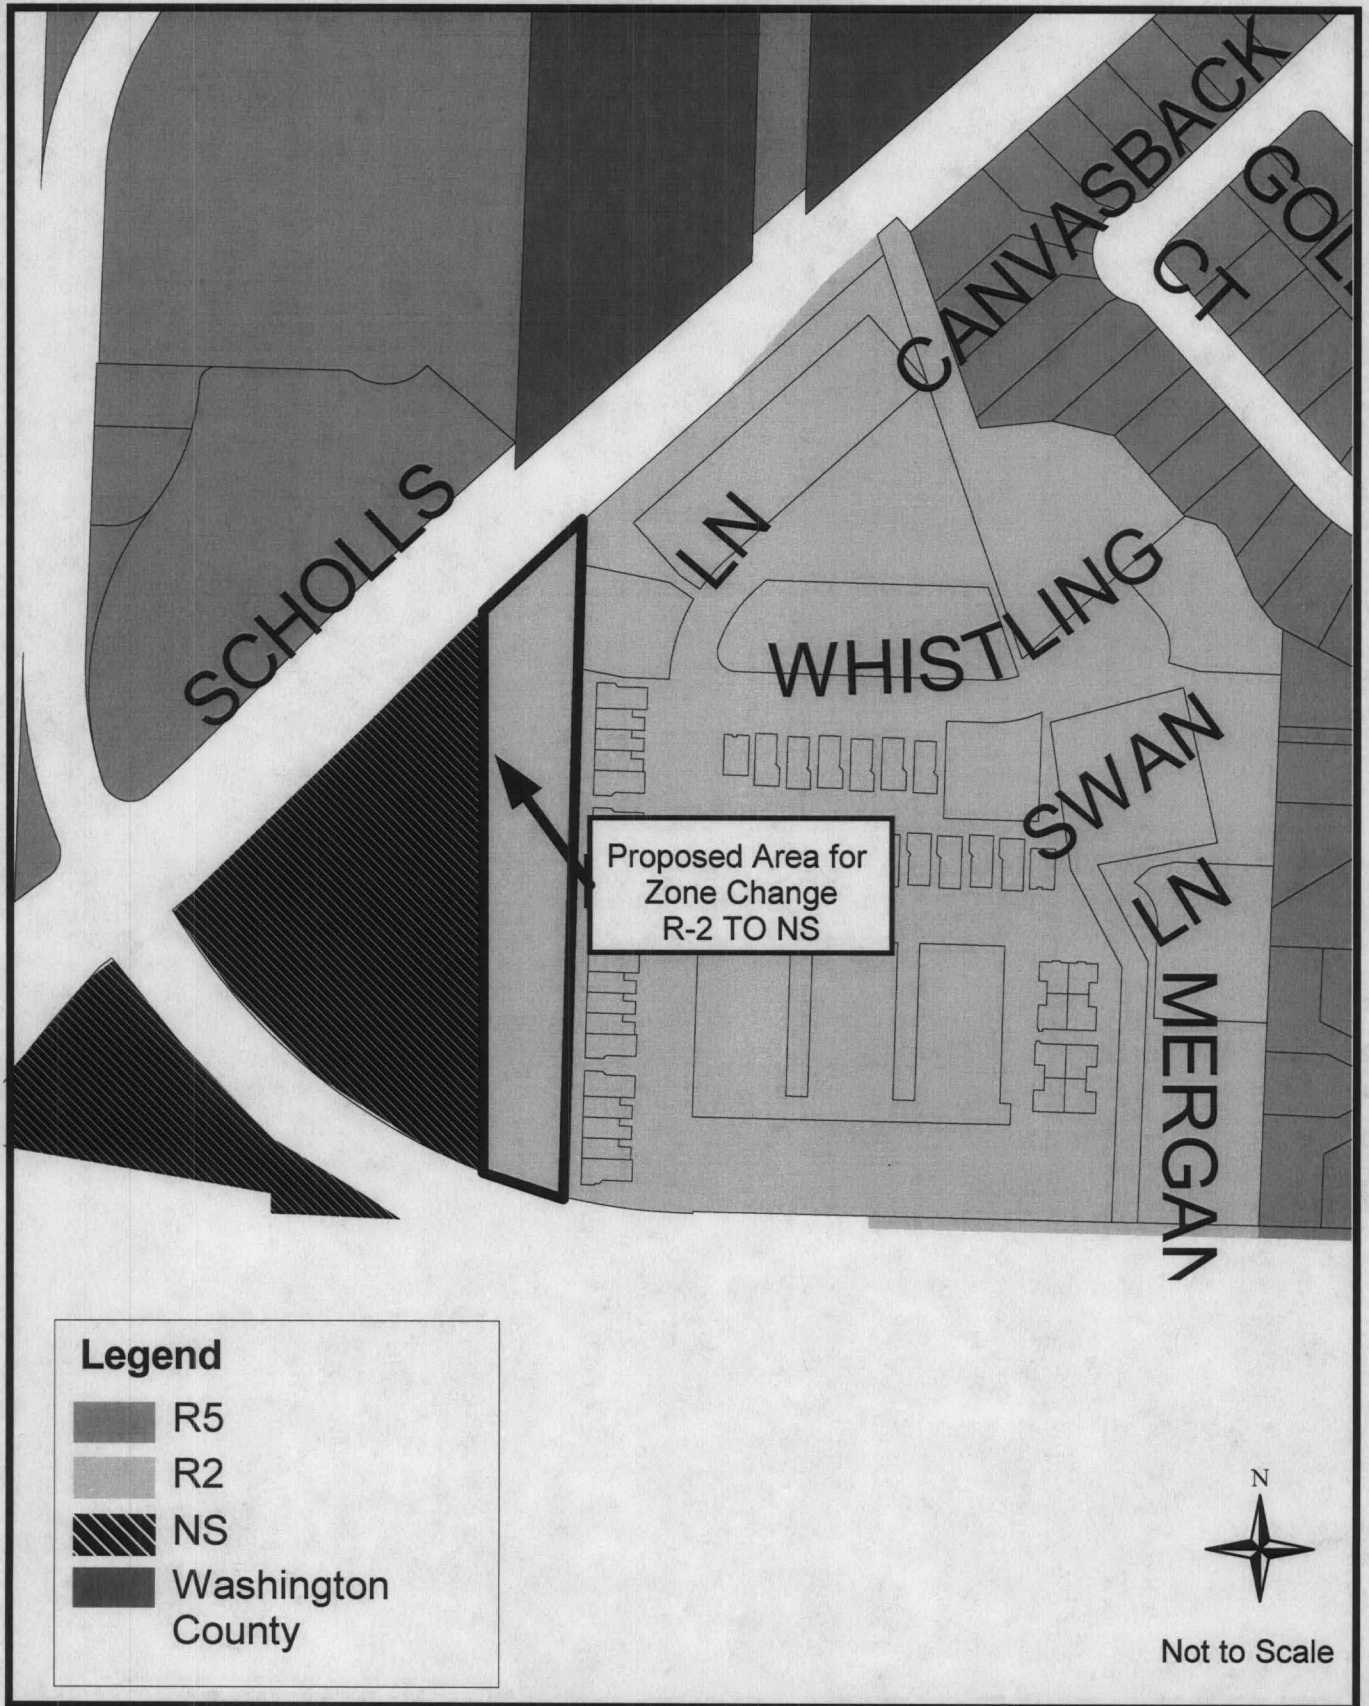 CANVASBACK
GOL
CT
SCHOLLS
LN
WHISTLING
SWAN
LN
Proposed Area for
Zone Change
R-2 TO NS
MERGAN
Legend
R5
R2
NS
Washington
County
N
Not to Scale